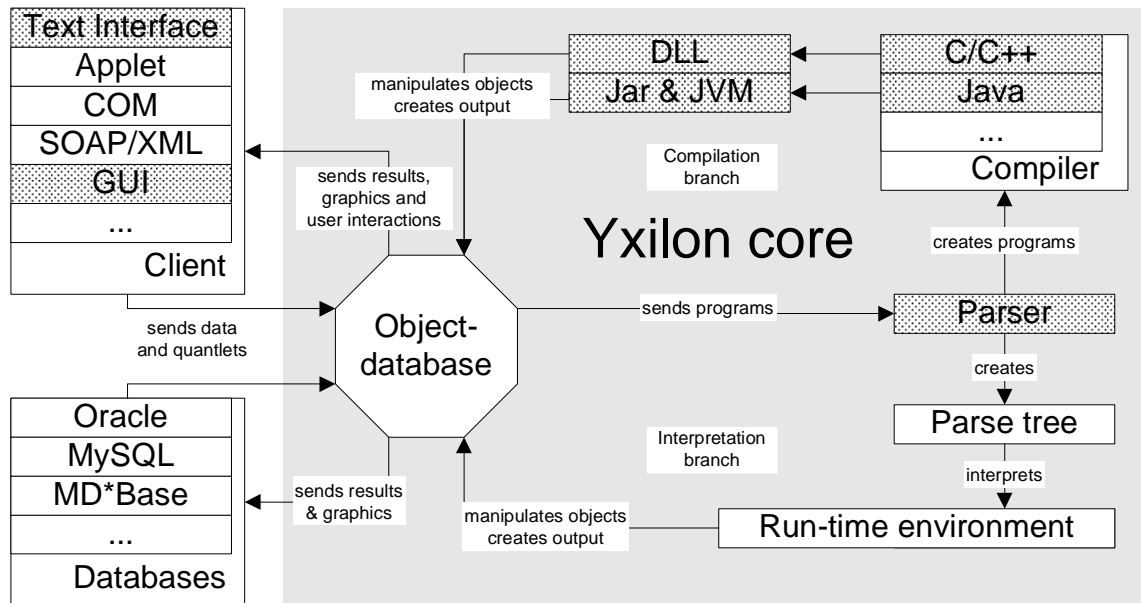 Text Interface
Applet
COM
SOAP/XML
GUI
...
Client
sends data
and quantlets
Oracle
MySQL
MD*Base
...
Databases
manipulates objects
creates output
sends results,
graphics and
user interactions
Object-
database
sends results
& graphics
DLL
Jar & JVM
C/C++
Java
...
Compiler
Compilation
branch
Yxilon core
creates programs
sends programs
Parser
creates
Parse tree
Interpretation
branch
interprets
manipulates objects
creates output
Run-time environment